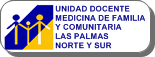 UNIDAD DOCENTE
MEDICINA DE FAMILIA
Y COMUNITARIA
LAS PALMAS
NORTE Y SUR